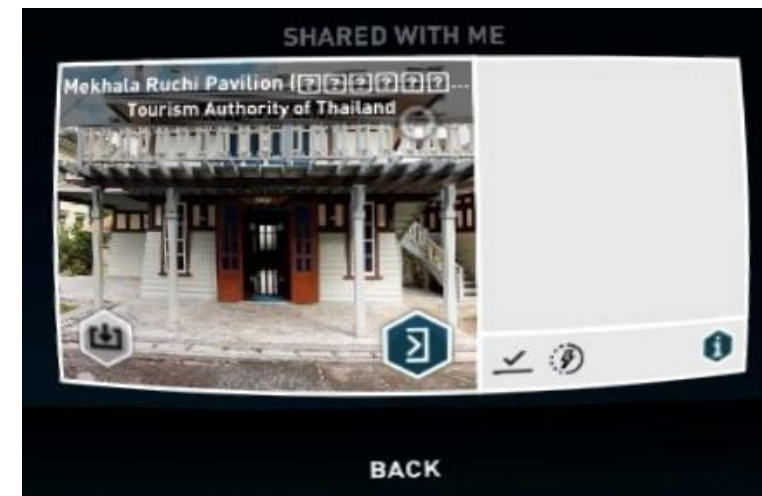 SHARED WITH ME
Mekhala Ruchi Pavilion (⍰⍰⍰⍰⍰⍰...
Tourism Authority of Thailand
BACK